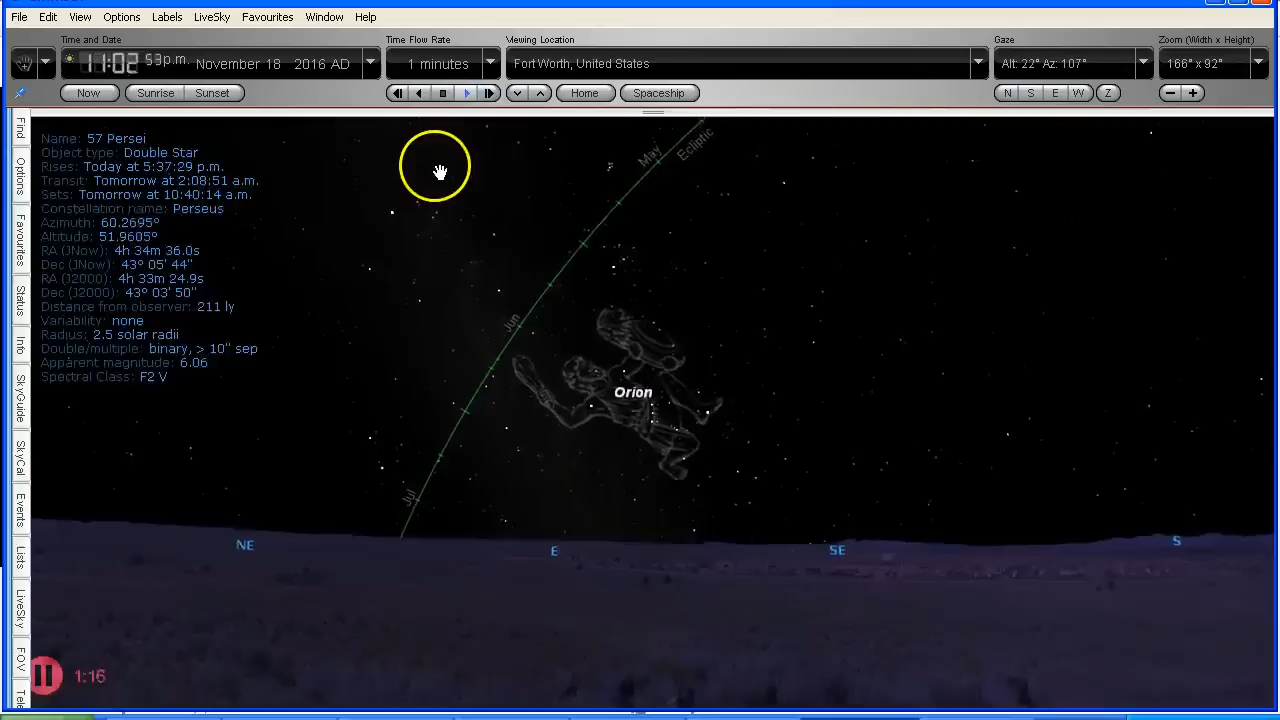 File Edit View Options Labels LiveSky Favourites Window Help
Time and Date Time Flow Rate Viewing Location Gaze Zoom (Width x Height)
11:02 53p.m. November 18 2016 AD 1 minutes Fort Worth, United States Alt: 22° Az: 107° 166° x 92°
Now Sunrise Sunset Home Spaceship N S E W Z
Find
Options
Favourites
Status
Info
SkyGuide
SkyCal
Events
Lists
LiveSky
FOV
Tele
Name: 57 Persei
Object type: Double Star
Rises: Today at 5:37:29 p.m.
Transit: Tomorrow at 2:08:51 a.m.
Sets: Tomorrow at 10:40:14 a.m.
Constellation name: Perseus
Azimuth: 60.2695°
Altitude: 51.9605°
RA (JNow): 4h 34m 36.0s
Dec (JNow): 43° 05' 44"
RA (J2000): 4h 33m 24.9s
Dec (J2000): 43° 03' 50"
Distance from observer: 211 ly
Variability: none
Radius: 2.5 solar radii
Double/multiple: binary, > 10" sep
Apparent magnitude: 6.06
Spectral Class: F2 V
May
Ecliptic
Jun
Orion
Jul
NE E SE S
1:16